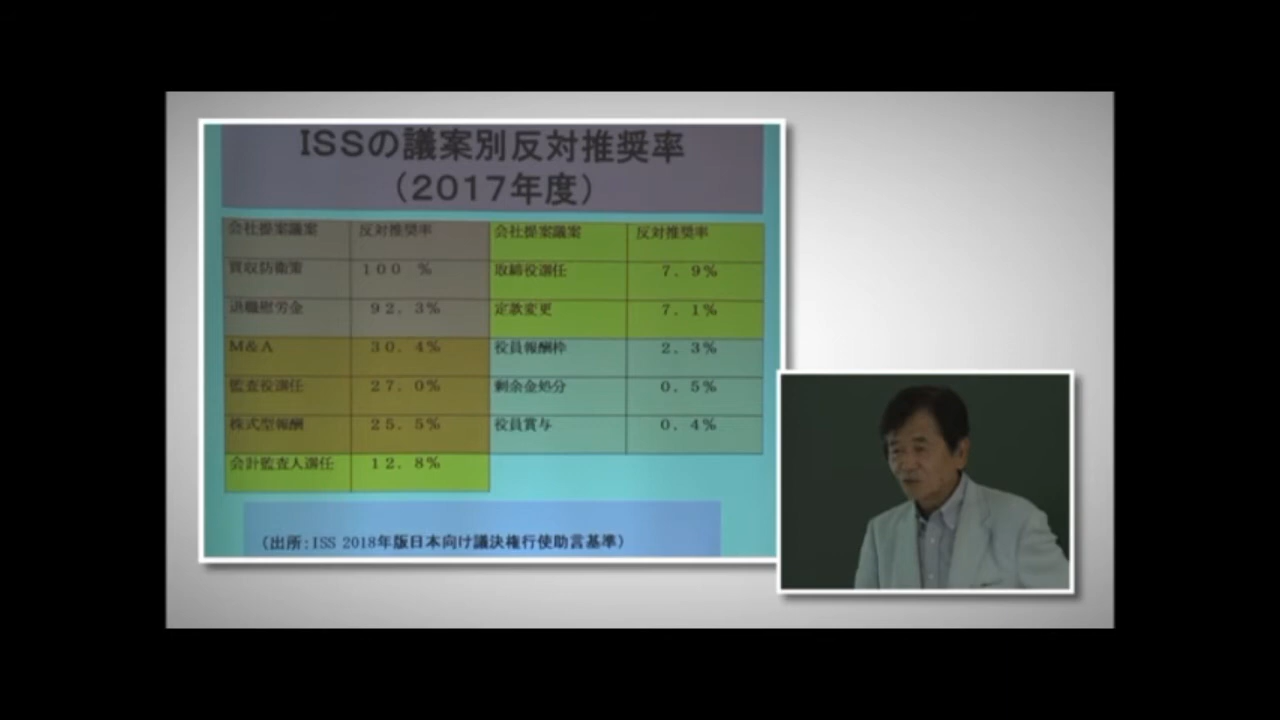 ISSの議案別反対推奨率
(2017年度)
会社提案議案 反対推奨率 会社提案議案 反対推奨率
買収防衛策 100 % 取締役選任 7.9%
退職慰労金 92.3% 定款変更 7.1%
M&A 30.4% 役員報酬枠 2.3%
監査役選任 27.0% 剰余金処分 0.5%
株式型報酬 25.5% 役員賞与 0.4%
会計監査人選任 12.8%
(出所:ISS 2018年版日本向け議決権行使助言基準)